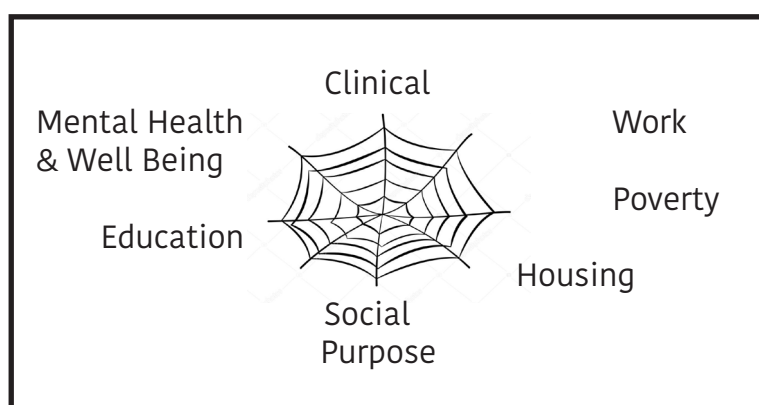 Clinical
Mental Health
& Well Being
Work
Poverty
Education
Housing
Social
Purpose